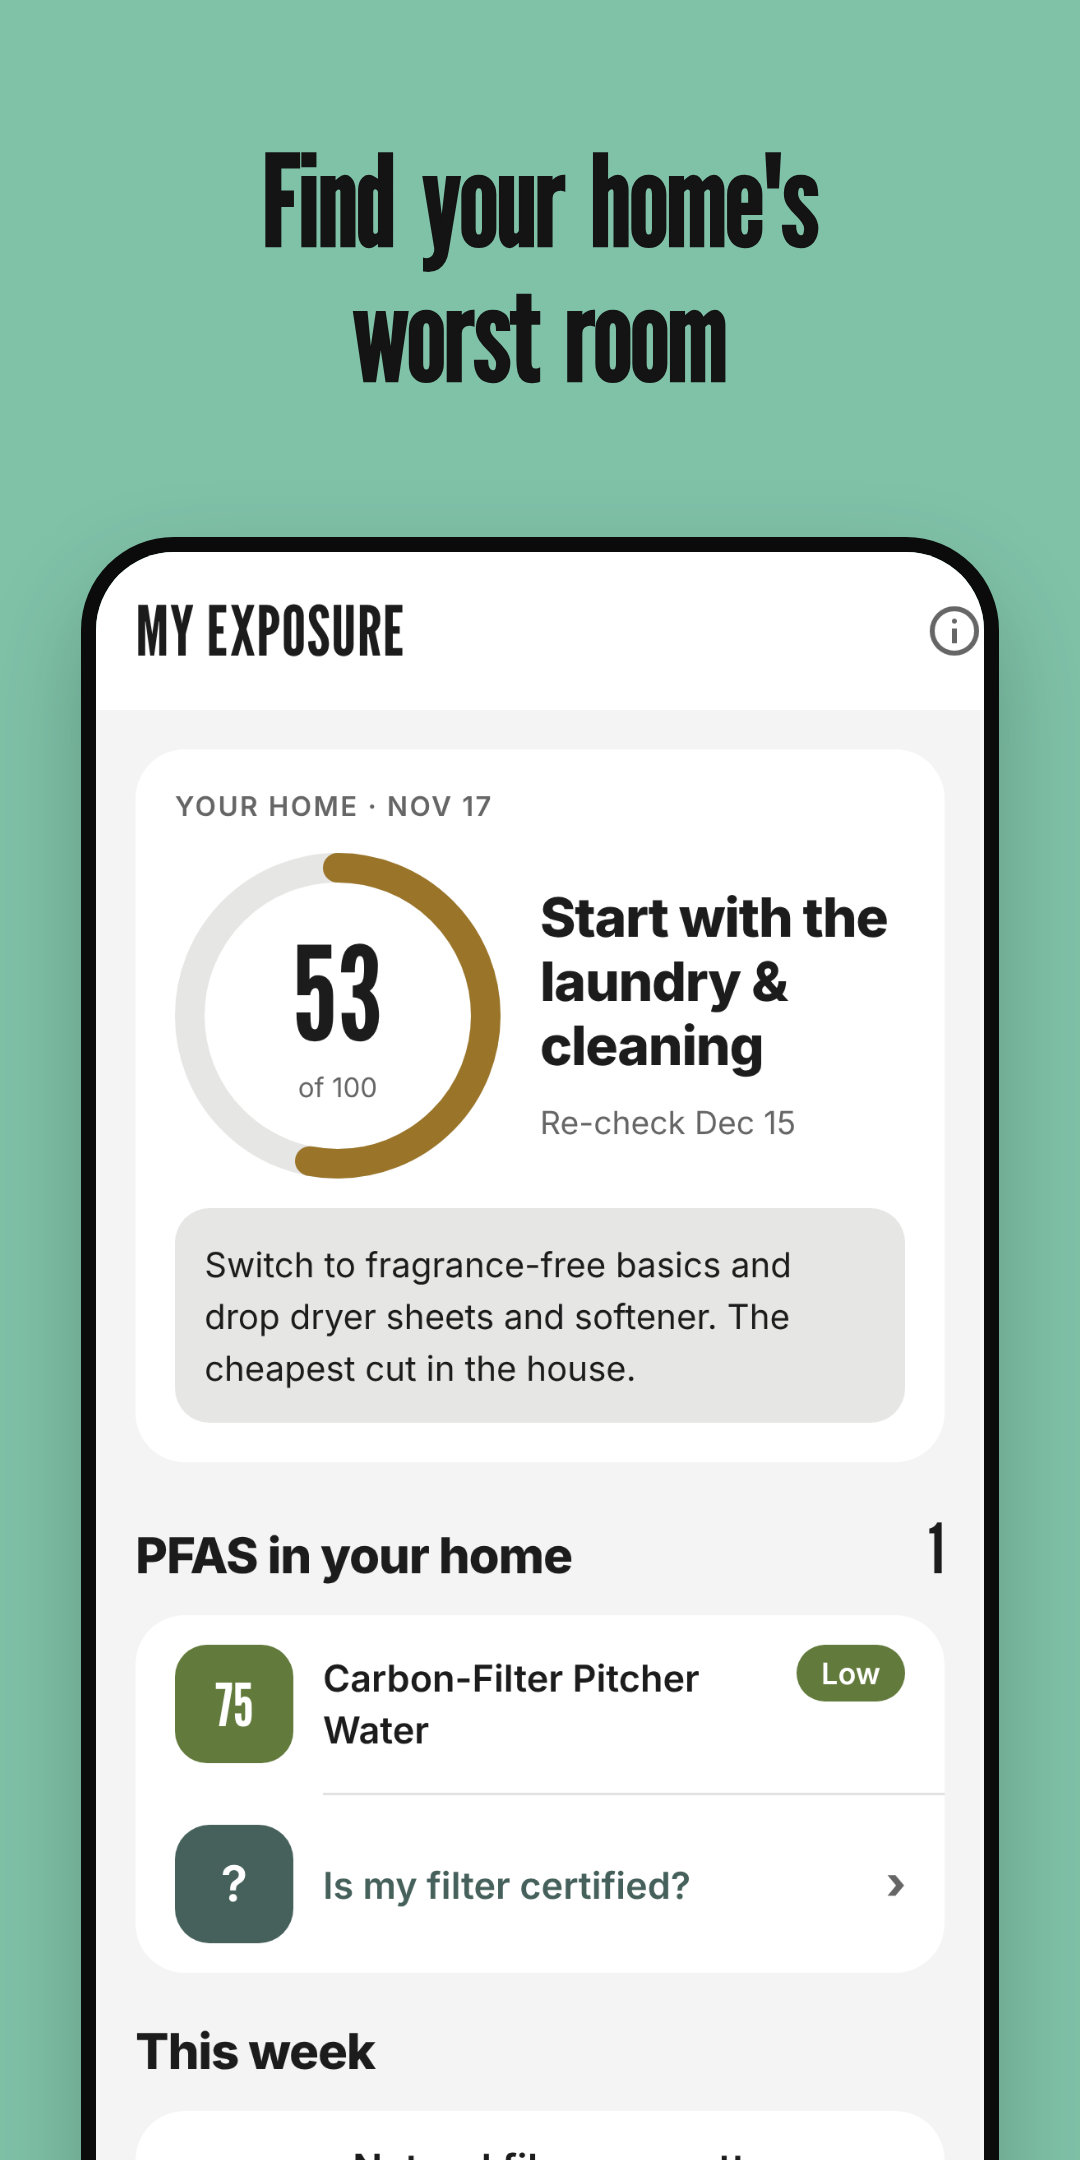 Find your home's
worst room
MY EXPOSURE
YOUR HOME · NOV 17
53
of 100
Start with the
laundry &
cleaning
Re-check Dec 15
Switch to fragrance-free basics and
drop dryer sheets and softener. The
cheapest cut in the house.
PFAS in your home
1
75
Carbon-Filter Pitcher
Water
Low
?
Is my filter certified?
This week